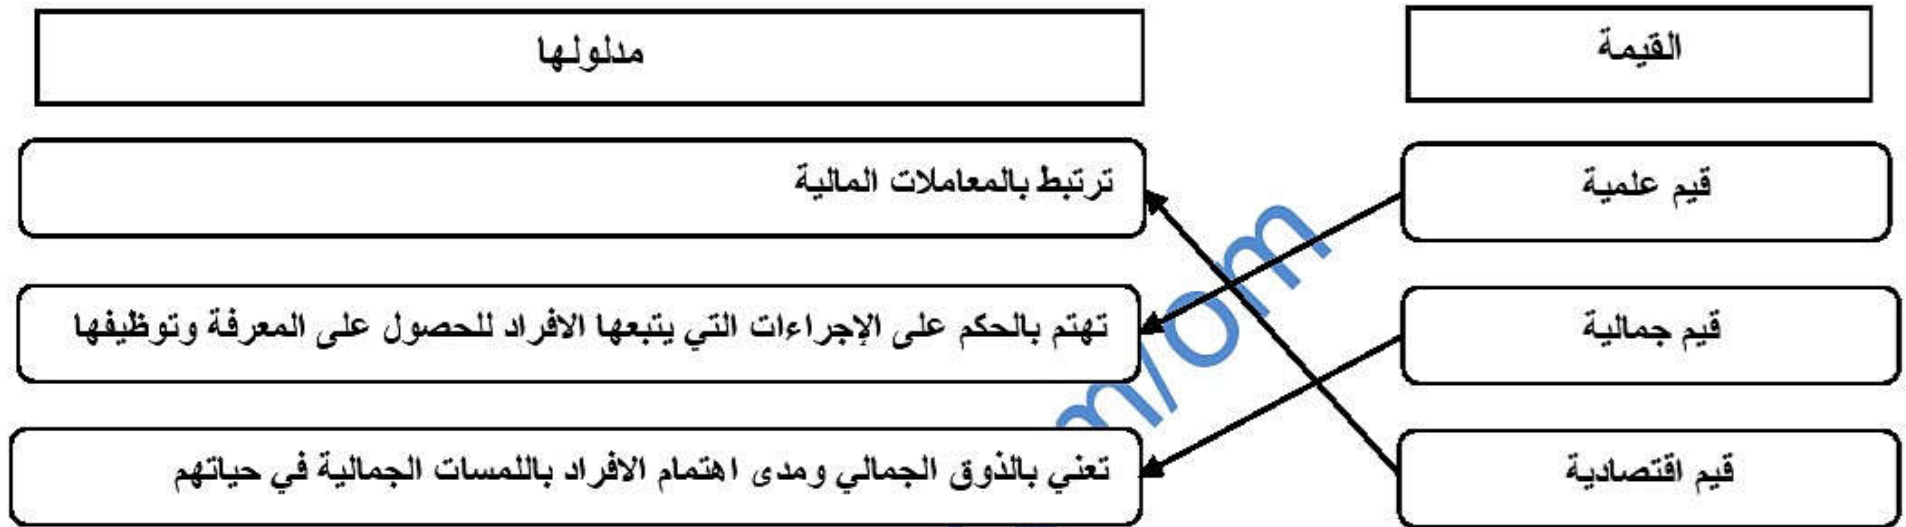 القيمة
مدلولها
قيم علمية
ترتبط بالمعاملات المالية
قيم جمالية
تهتم بالحكم على الإجراءات التي يتبعها الافراد للحصول على المعرفة وتوظيفها
قيم اقتصادية
تعني بالذوق الجمالي ومدى اهتمام الافراد باللمسات الجمالية في حياتهم
m/om